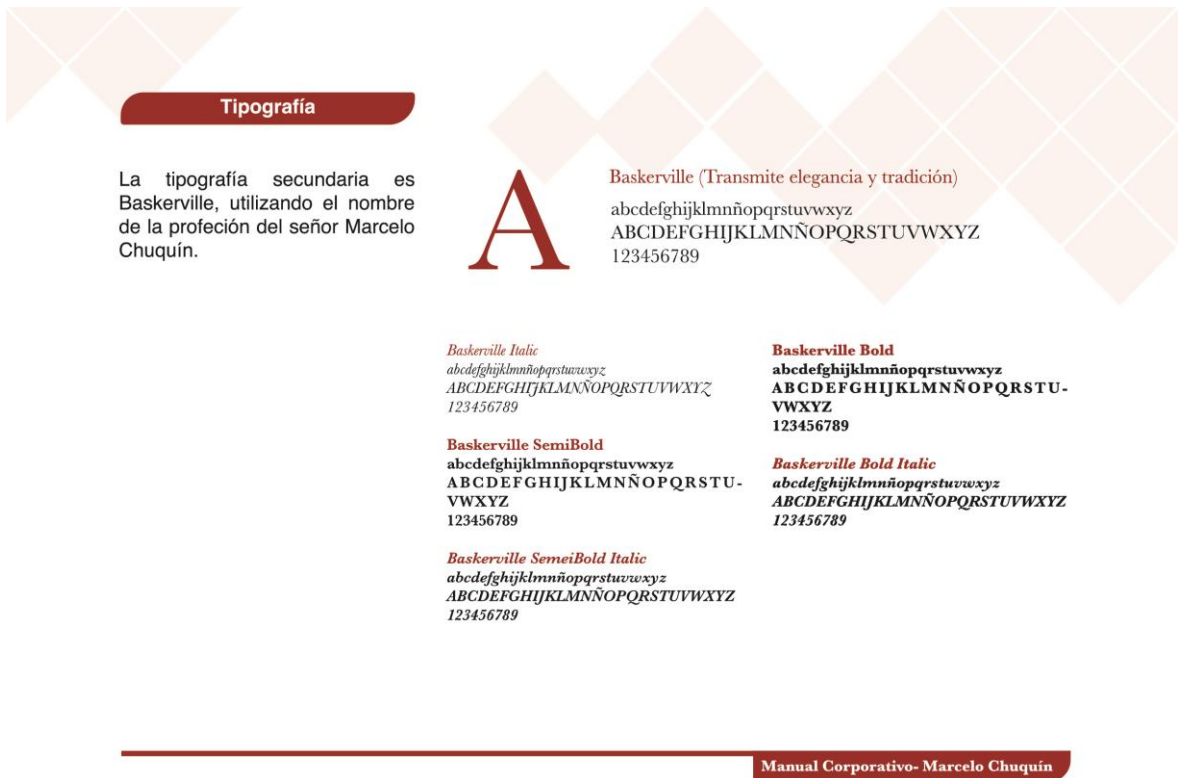 Tipografía
La tipografía secundaria es
Baskerville, utilizando el nombre
de la profeción del señor Marcelo
Chuquín.
A
Baskerville (Transmite elegancia y tradición)
abcdefghijklmnñopqrstuvwxyz
ABCDEFGHIJKLMNÑOPQRSTUVWXYZ
123456789
Baskerville Italic
abcdefghijklmnñopqrstuvwxyz
ABCDEFGHIJKLMNÑOPQRSTUVWXYZ
123456789
Baskerville SemiBold
abcdefghijklmnñopqrstuvwxyz
ABCDEFGHIJKLMNÑOPQRSTU-
VWXYZ
123456789
Baskerville SemeiBold Italic
abcdefghijklmnñopqrstuvwxyz
ABCDEFGHIJKLMNÑOPQRSTUVWXYZ
123456789
Baskerville Bold
abcdefghijklmnñopqrstuvwxyz
ABCDEFGHIJKLMNÑOPQRSTU-
VWXYZ
123456789
Baskerville Bold Italic
abcdefghijklmnñopqrstuvwxyz
ABCDEFGHIJKLMNÑOPQRSTUVWXYZ
123456789
Manual Corporativo- Marcelo Chuquín